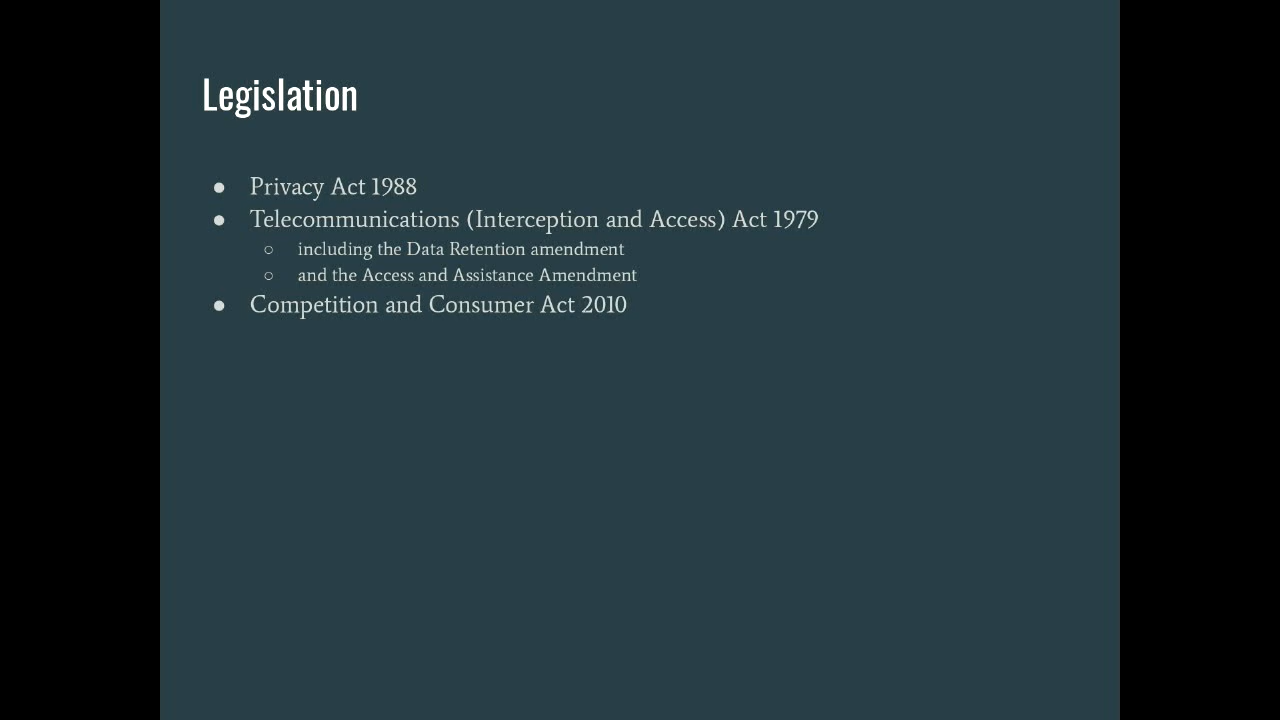 Legislation
● Privacy Act 1988
● Telecommunications (Interception and Access) Act 1979
○ including the Data Retention amendment
○ and the Access and Assistance Amendment
● Competition and Consumer Act 2010